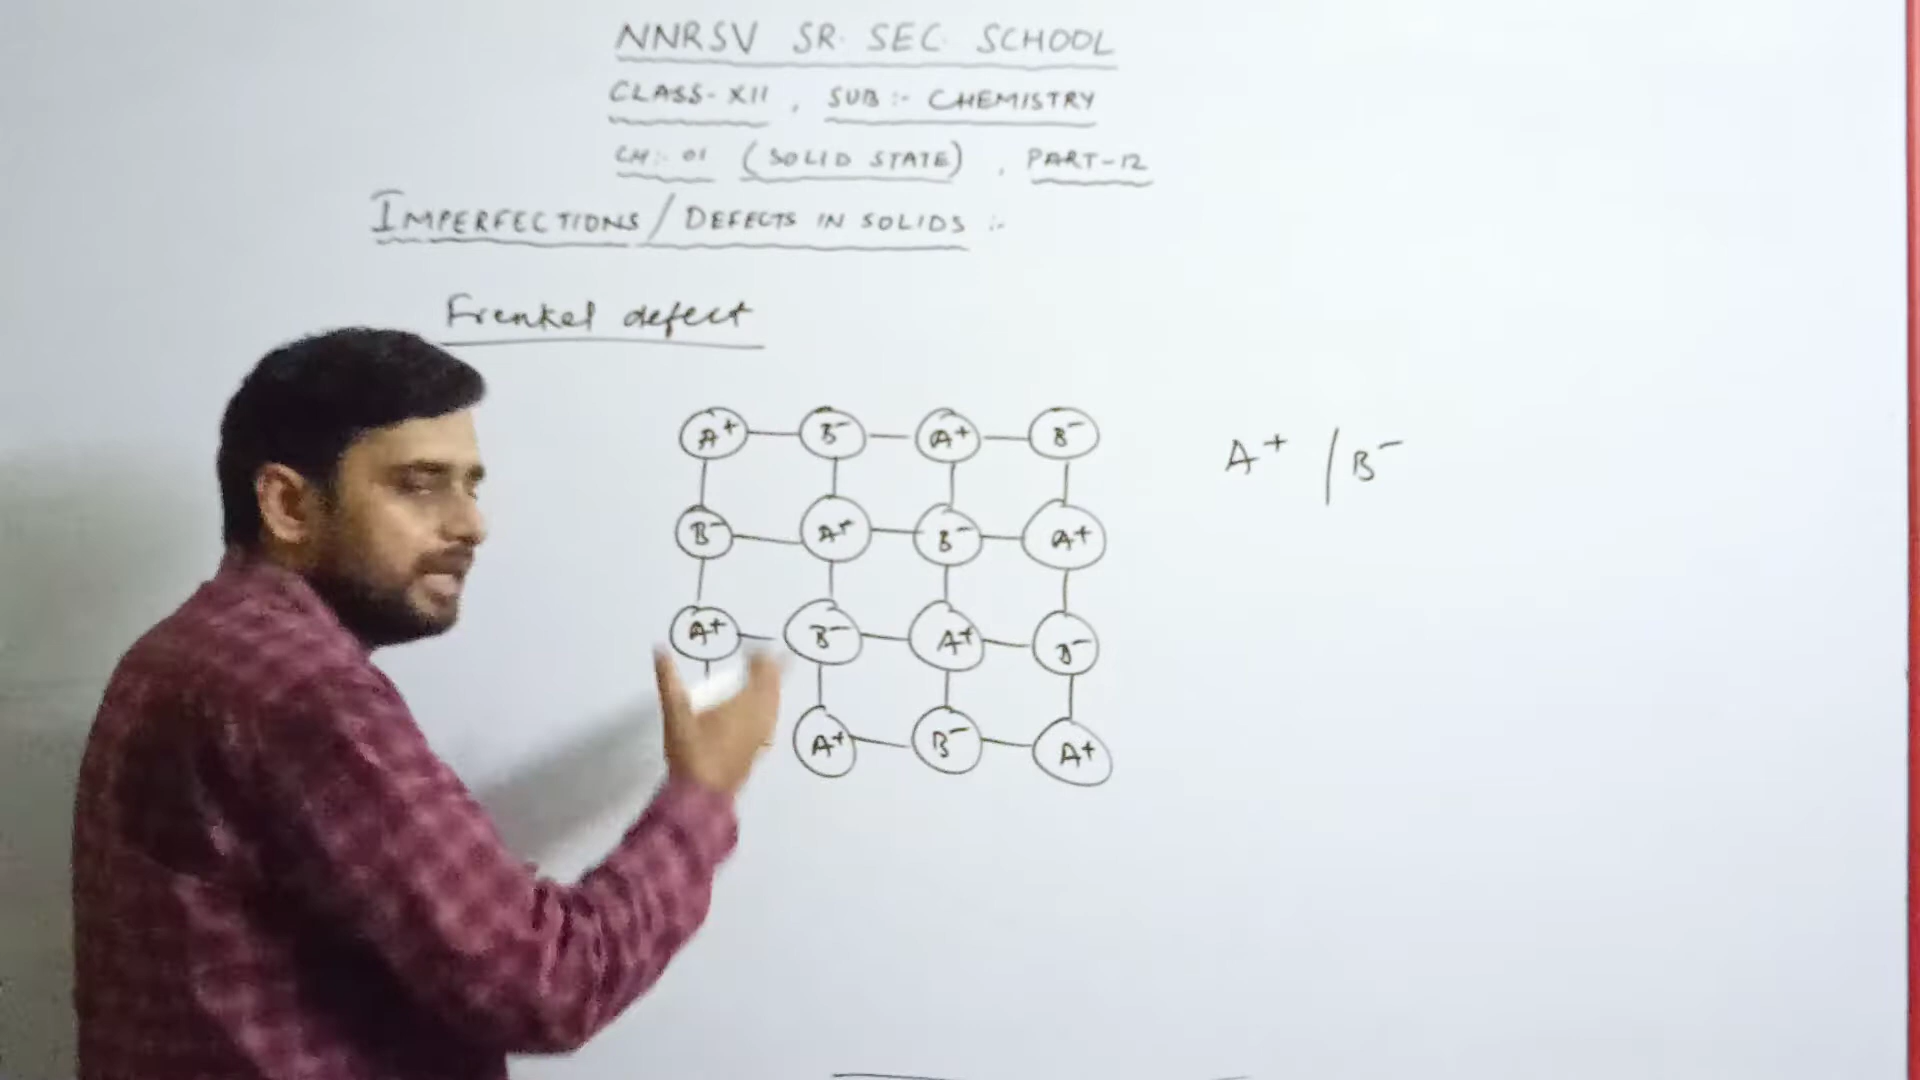 NNRSV SR. SEC. SCHOOL
CLASS-XII, SUB:- CHEMISTRY
CH:-01 (SOLID STATE), PART-12
IMPERFECTIONS/DEFECTS IN SOLIDS :-
Frenkel defect
A+ B- A+ B-
A+ / B-
B- A+ B- A+
A+ B- A+ B-
A+ B- A+